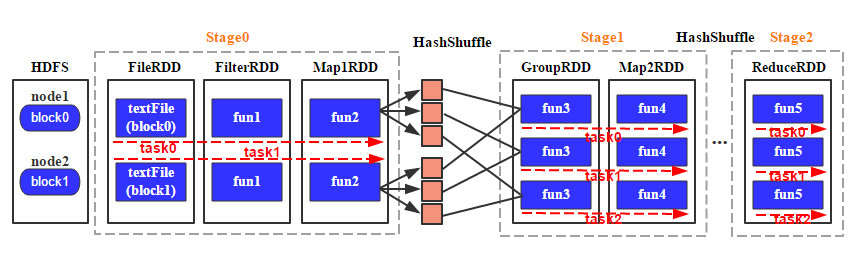 Stage0
HashShuffle
Stage1
HashShuffle
Stage2
HDFS
FileRDD
FilterRDD
Map1RDD
GroupRDD
Map2RDD
ReduceRDD
node1
block0
textFile
(block0)
fun1
fun2
fun3
fun4
fun5
task0
task1
task0
task0
node2
block1
textFile
(block1)
fun1
fun2
fun3
fun4
fun5
task1
task1
...
fun3
fun4
fun5
task2
task2